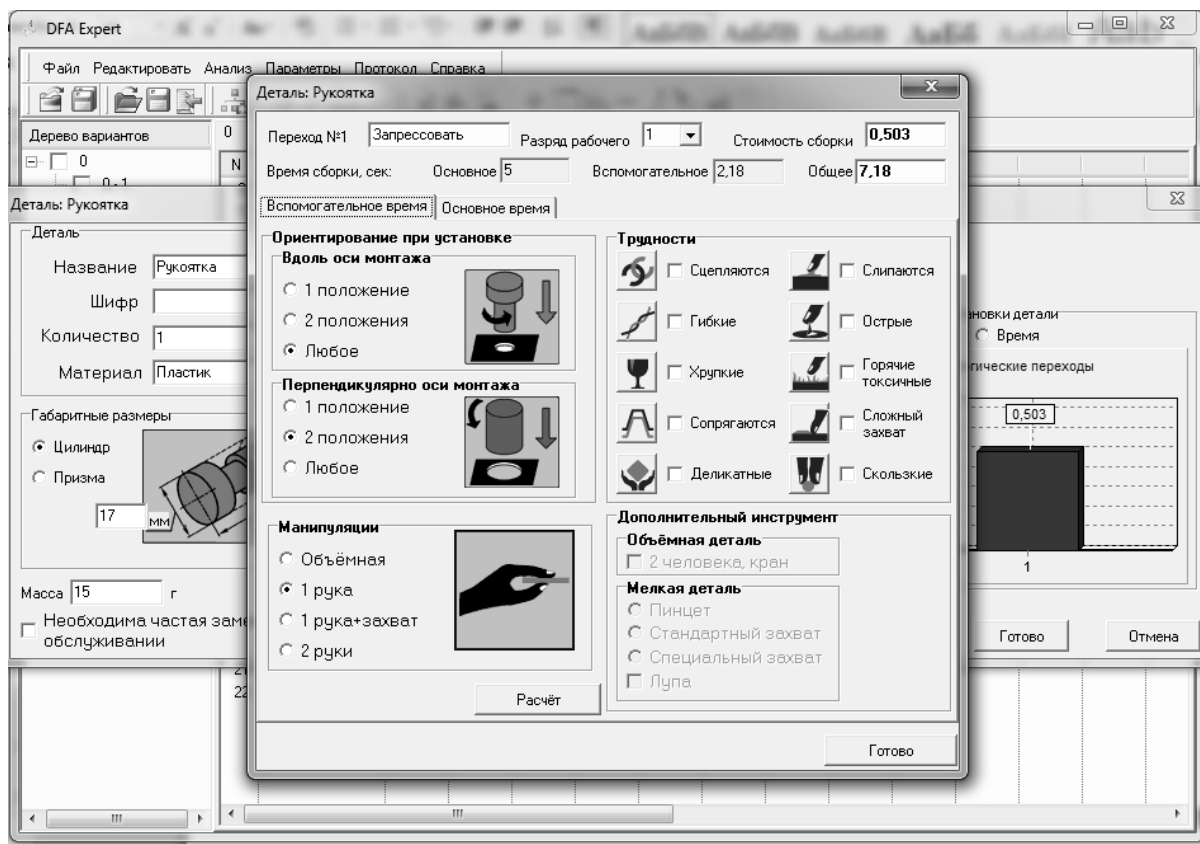 DFA Expert
Файл Редактировать Анализ Параметры Протокол Справка
Дерево вариантов
0
0
N
0 - 1
Деталь: Рукоятка
Деталь
Название Рукоятка
Шифр
Количество 1
Материал Пластик
Габаритные размеры
Цилиндр
Призма
17 мм
Масса 15 г
Необходима частая
обслуживании
21
22
Деталь: Рукоятка
Переход №1 Запрессовать Разряд рабочего 1 Стоимость сборки 0,503
Время сборки, сек: Основное 5 Вспомогательное 2,18 Общее 7,18
Вспомогательное время Основное время
Ориентирование при установке
Вдоль оси монтажа
1 положение
2 положения
Любое
Перпендикулярно оси монтажа
1 положение
2 положения
Любое
Манипуляции
Объёмная
1 рука
1 рука+захват
2 руки
Расчёт
Трудности
Сцепляются Слипаются
Гибкие Острые
Хрупкие Горячие
токсичные
Сопрягаются Сложный
захват
Деликатные Скользкие
Дополнительный инструмент
Объёмная деталь
2 человека, кран
Мелкая деталь
Пинцет
Стандартный захват
Специальный захват
Лупа
Готово
детали
Время
переходы
0,503
1
Готово Отмена